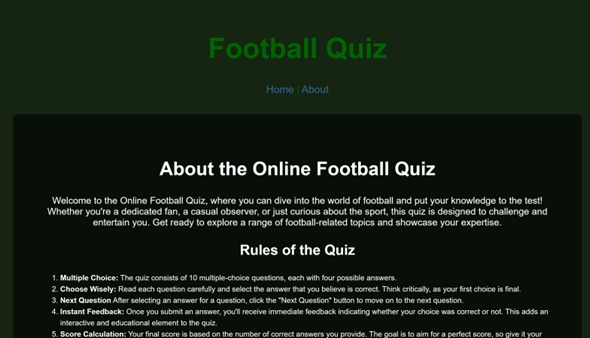 Football Quiz
Home | About
About the Online Football Quiz
Welcome to the Online Football Quiz, where you can dive into the world of football and put your knowledge to the test!
Whether you're a dedicated fan, a casual observer, or just curious about the sport, this quiz is designed to challenge and
entertain you. Get ready to explore a range of football-related topics and showcase your expertise.
Rules of the Quiz
1. Multiple Choice: The quiz consists of 10 multiple-choice questions, each with four possible answers.
2. Choose Wisely: Read each question carefully and select the answer that you believe is correct. Think critically, as your first choice is final.
3. Next Question After selecting an answer for a question, click the "Next Question" button to move on to the next question.
4. Instant Feedback: Once you submit an answer, you'll receive immediate feedback indicating whether your choice was correct or not. This adds an
interactive and educational element to the quiz.
5. Score Calculation: Your final score is based on the number of correct answers you provide. The goal is to aim for a perfect score, so give it your